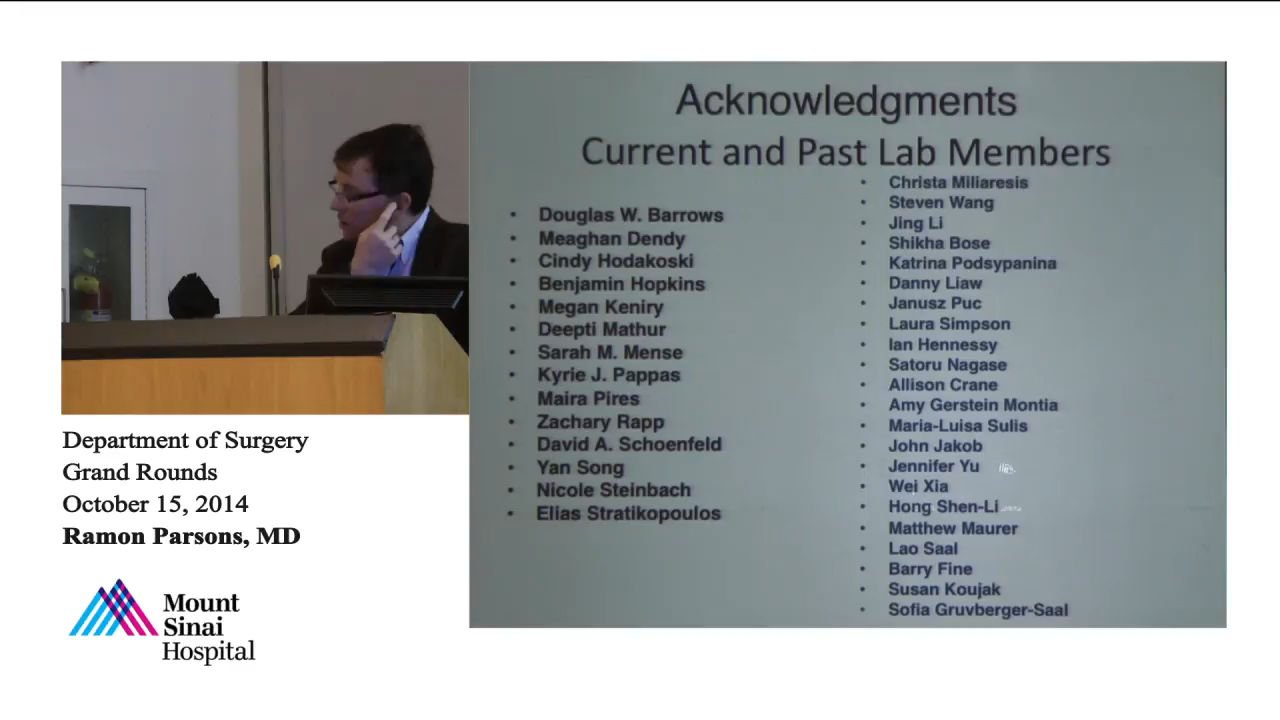 Acknowledgments
Current and Past Lab Members
Douglas W. Barrows
Meaghan Dendy
Cindy Hodakoski
Benjamin Hopkins
Megan Keniry
Deepti Mathur
Sarah M. Mense
Kyrie J. Pappas
Maira Pires
Zachary Rapp
David A. Schoenfeld
Yan Song
Nicole Steinbach
Elias Stratikopoulos
Christa Miliaresis
Steven Wang
Jing Li
Shikha Bose
Katrina Podsypanina
Danny Liaw
Janusz Puc
Laura Simpson
Ian Hennessy
Satoru Nagase
Allison Crane
Amy Gerstein Montia
Maria-Luisa Sulis
John Jakob
Jennifer Yu
Wei Xia
Hong Shen-Li
Matthew Maurer
Lao Saal
Barry Fine
Susan Koujak
Sofia Gruvberger-Saal
Department of Surgery
Grand Rounds
October 15, 2014
Ramon Parsons, MD
Mount
Sinai
Hospital